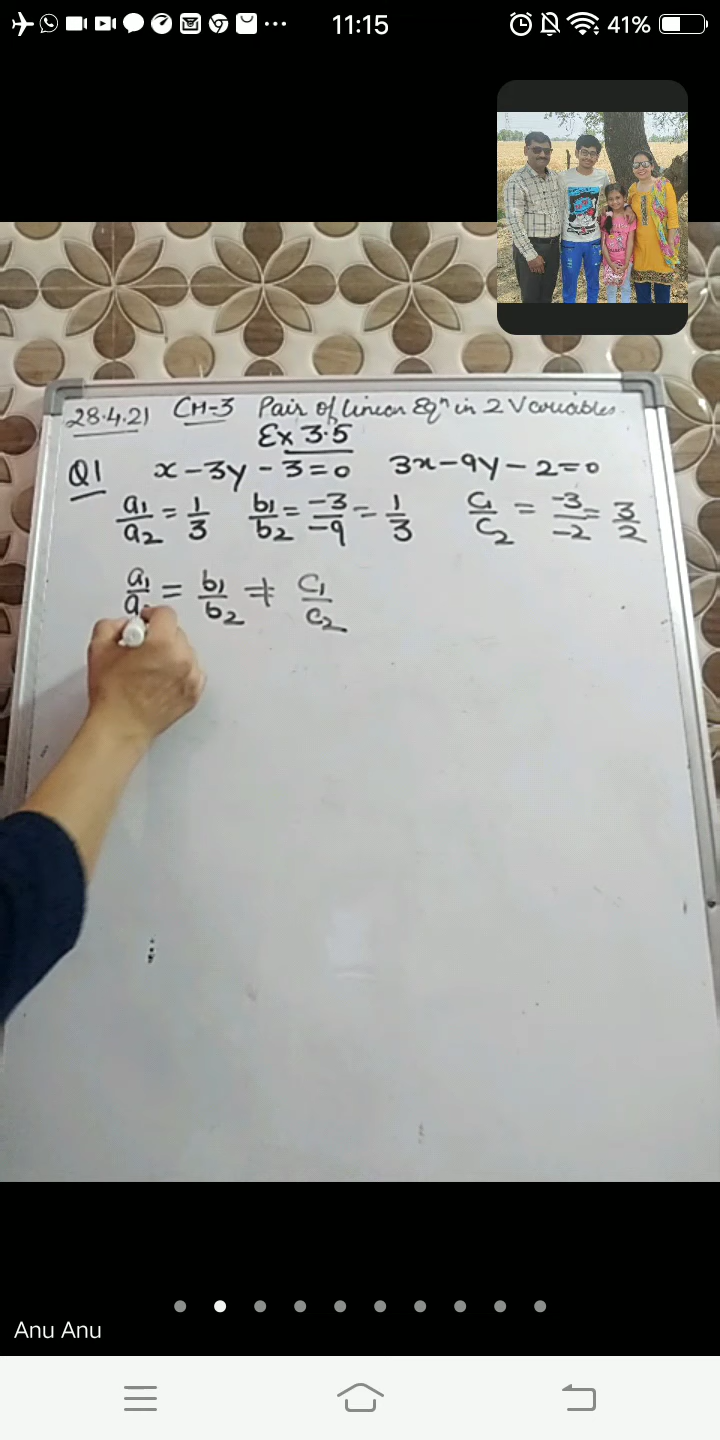 11:15 41%
28.4.21 CH-3 Pair of linear Eqⁿ in 2 Variables.
Ex 3.5
Q1 x-3y-3=0 3x-9y-2=0
a₁/a₂ = 1/3 b₁/b₂ = -3/-9 = 1/3 c₁/c₂ = -3/-2 = 3/2
a₁/a₂ = b₁/b₂ ≠ c₁/c₂
Anu Anu